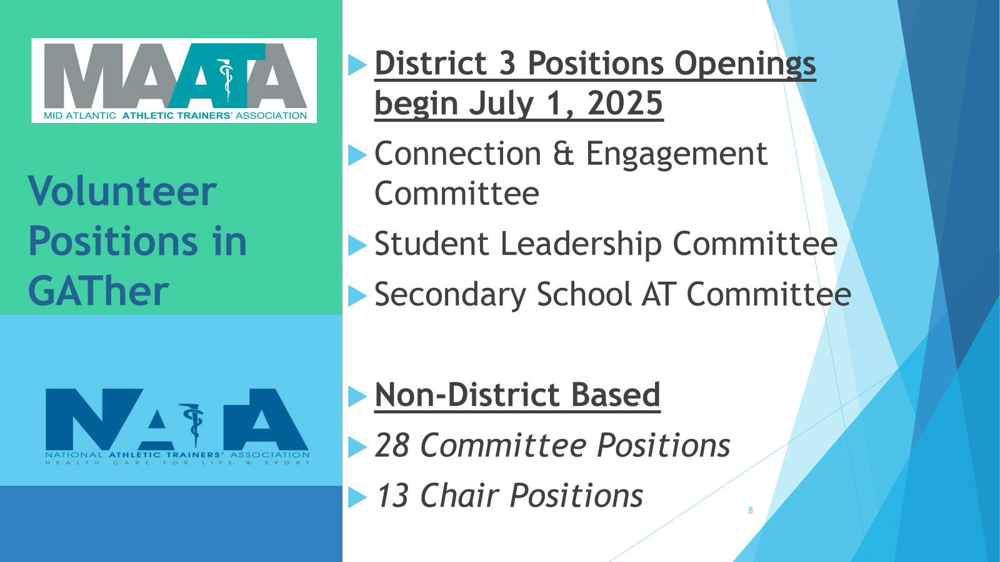 MAATA
MID ATLANTIC ATHLETIC TRAINERS' ASSOCIATION
Volunteer
Positions in
GATher
NATA
NATIONAL ATHLETIC TRAINERS' ASSOCIATION
HEALTH CARE FOR LIFE & SPORT
District 3 Positions Openings
begin July 1, 2025
Connection & Engagement
Committee
Student Leadership Committee
Secondary School AT Committee
Non-District Based
28 Committee Positions
13 Chair Positions
8